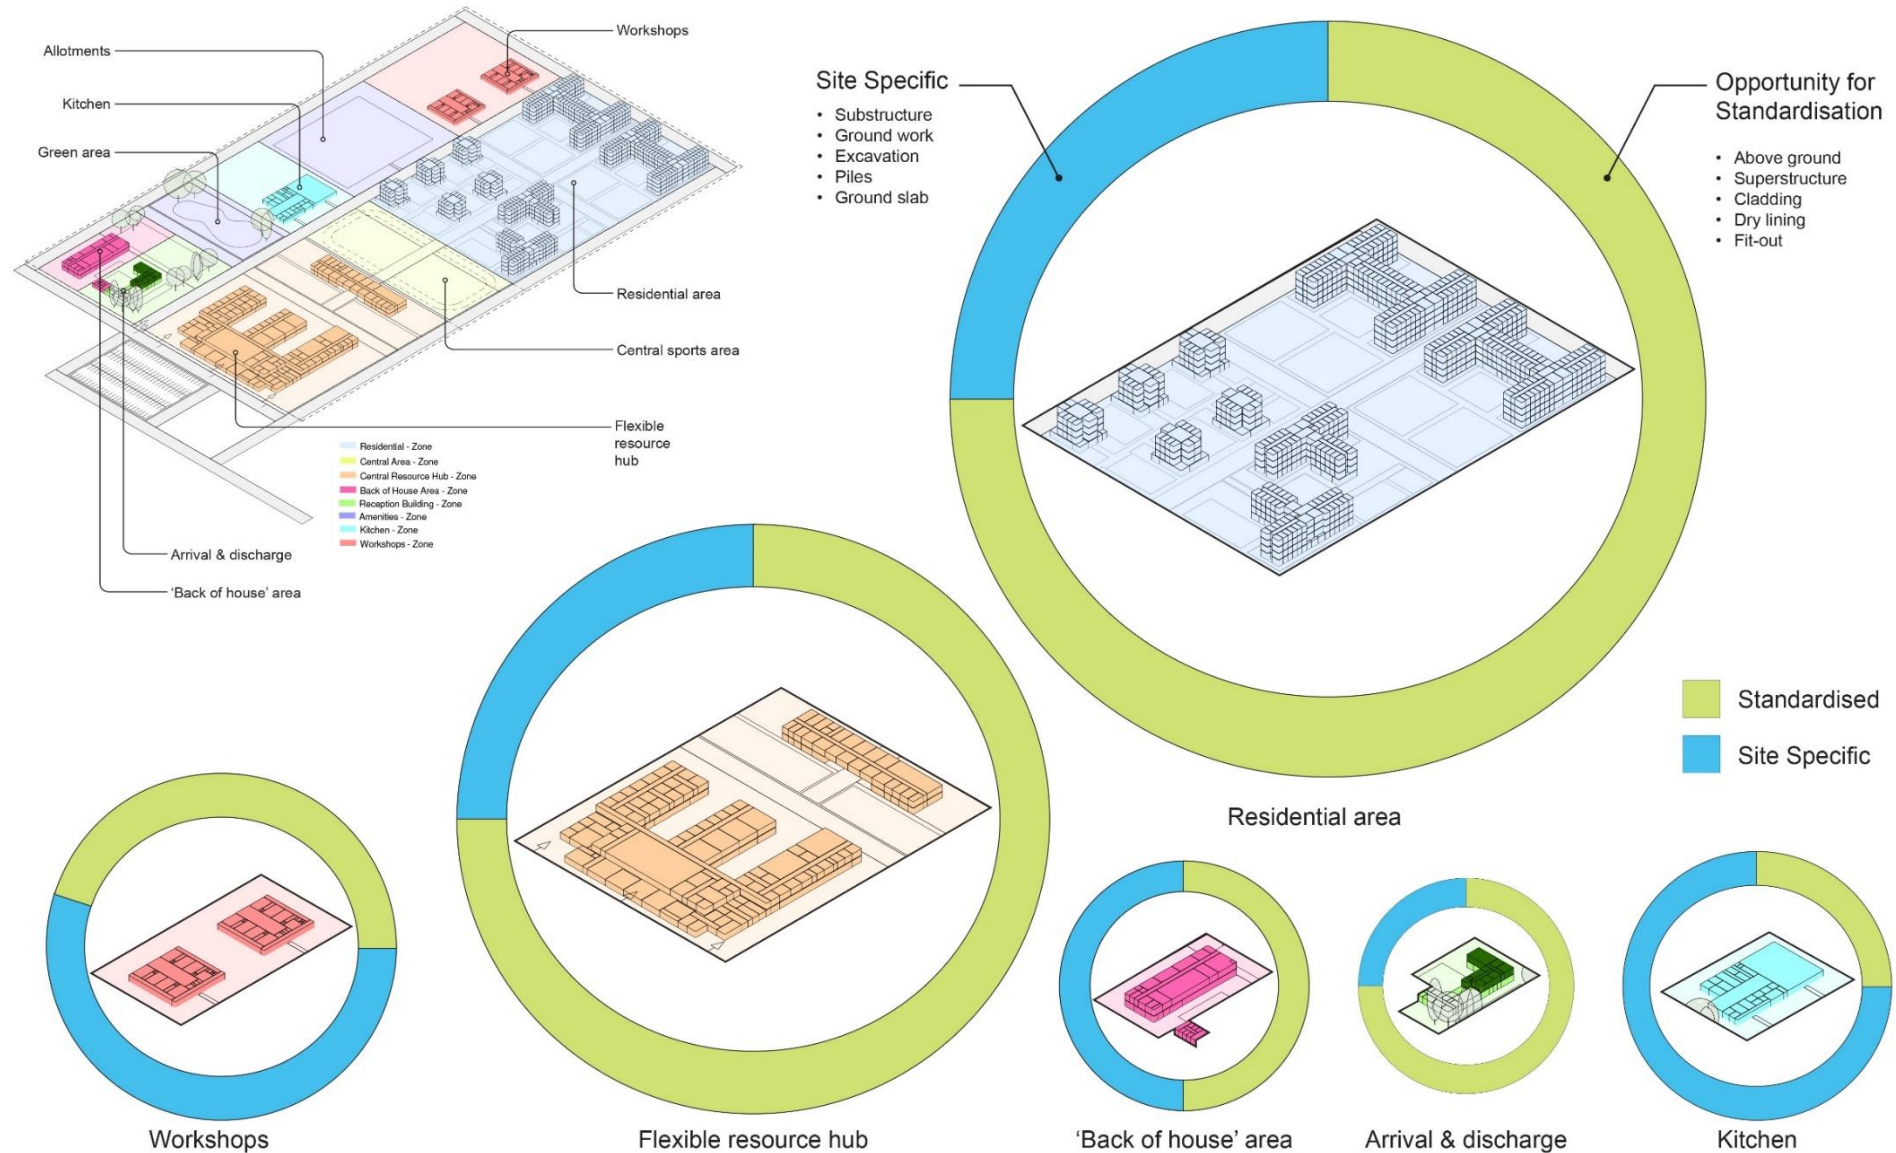 Workshops
Allotments
Kitchen
Green area
Residential area
Central sports area
Flexible
resource
hub
Residential - Zone
Central Area - Zone
Central Resource Hub - Zone
Back of House Area - Zone
Reception Building - Zone
Amenities - Zone
Kitchen - Zone
Workshops - Zone
Arrival & discharge
‘Back of house’ area
Site Specific
• Substructure
• Ground work
• Excavation
• Piles
• Ground slab
Opportunity for
Standardisation
• Above ground
• Superstructure
• Cladding
• Dry lining
• Fit-out
Standardised
Site Specific
Residential area
Workshops
Flexible resource hub
‘Back of house’ area
Arrival & discharge
Kitchen